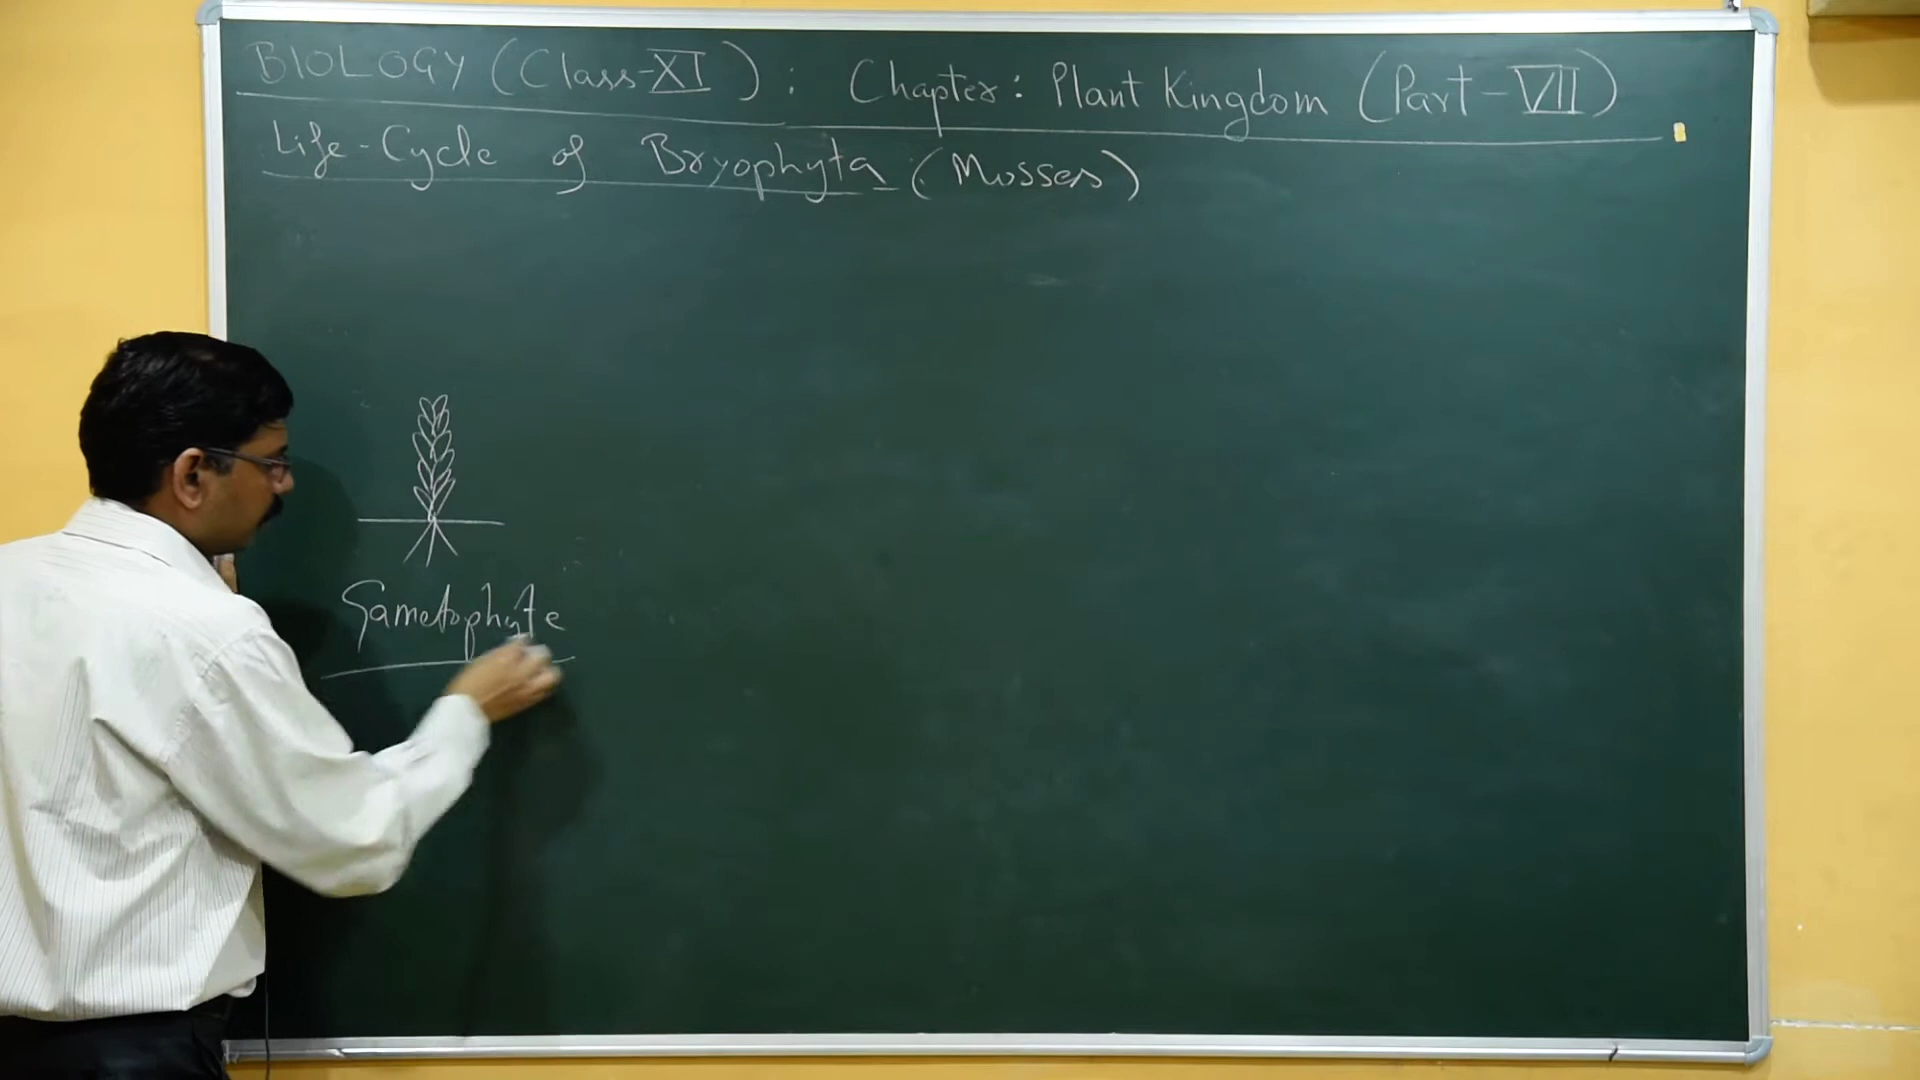 BIOLOGY (Class-XI) : Chapter: Plant Kingdom (Part-VII)
Life-Cycle of Bryophyta (Mosses)
Gametophyte